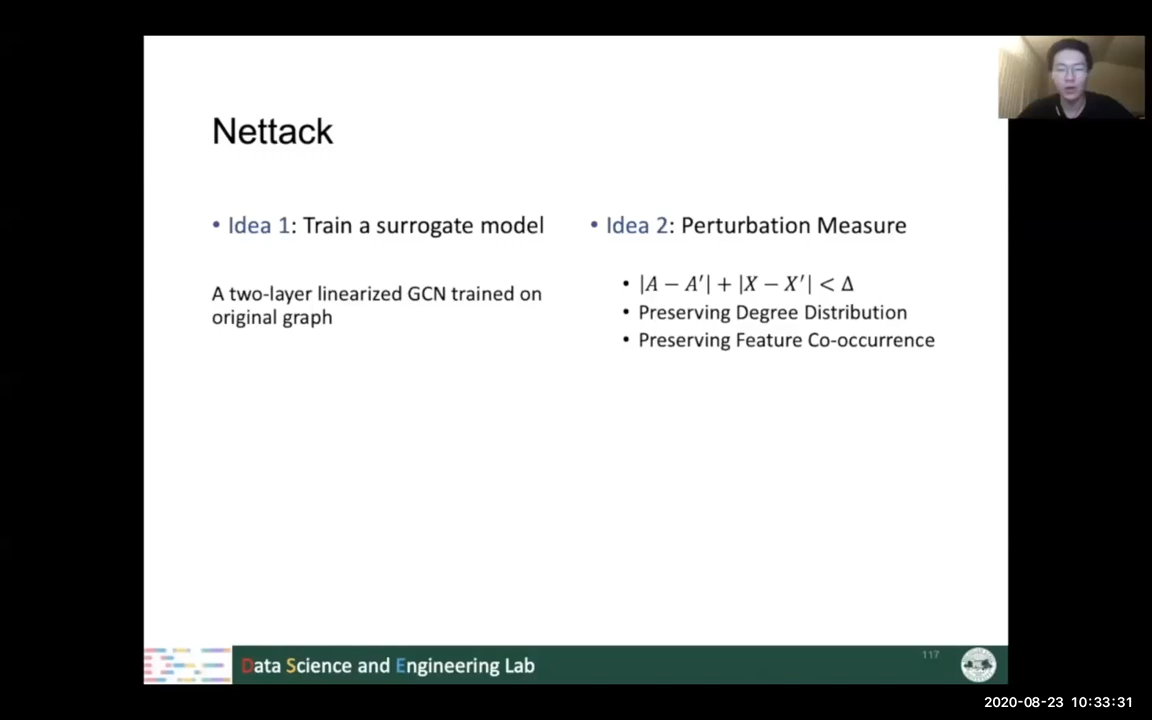 Nettack
• Idea 1: Train a surrogate model
A two-layer linearized GCN trained on
original graph
• Idea 2: Perturbation Measure
• |A − A′| + |X − X′| < Δ
• Preserving Degree Distribution
• Preserving Feature Co-occurrence
Data Science and Engineering Lab
117
2020-08-23 10:33:31